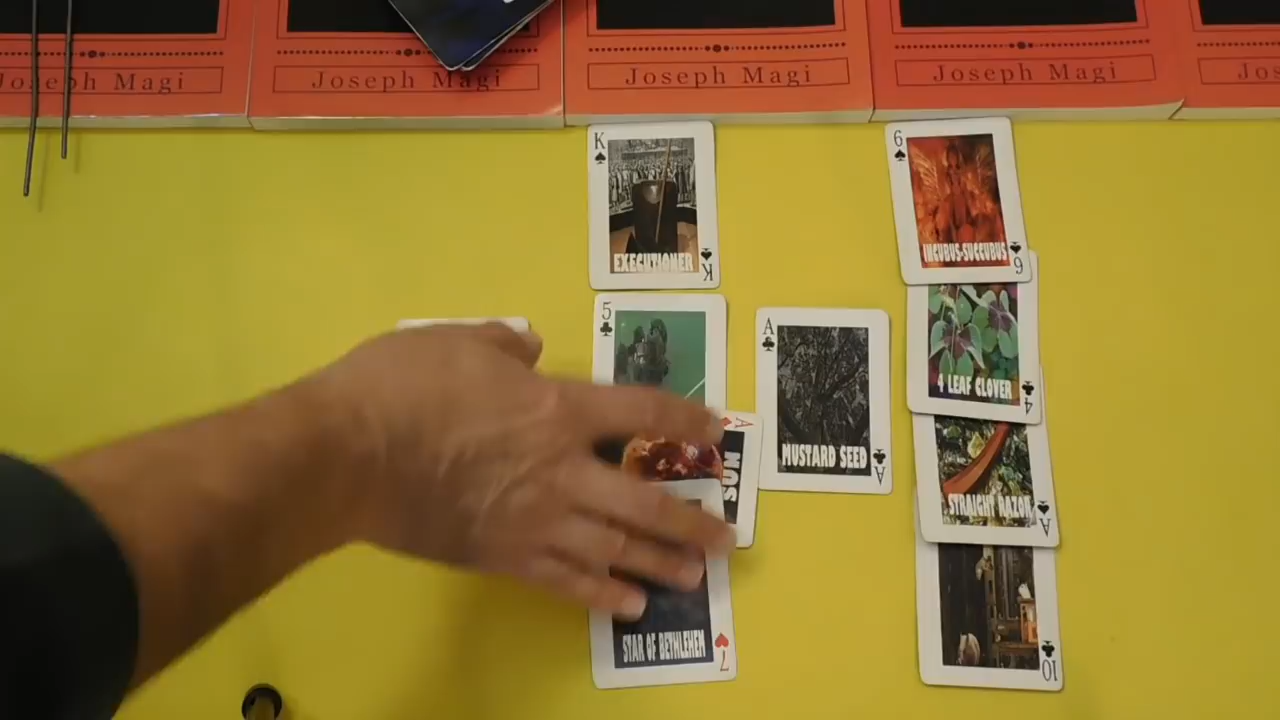 Joseph Magi
Joseph Magi
Joseph Magi
Joseph Magi
Jos
K
EXECUTIONER
K
6
INCUBUS-SUCCUBUS
6
5
A
MUSTARD SEED
A
4 LEAF CLOVER
4
A
SUN
STRAIGHT RAZOR
A
STAR OF BETHLEHEM
7
10